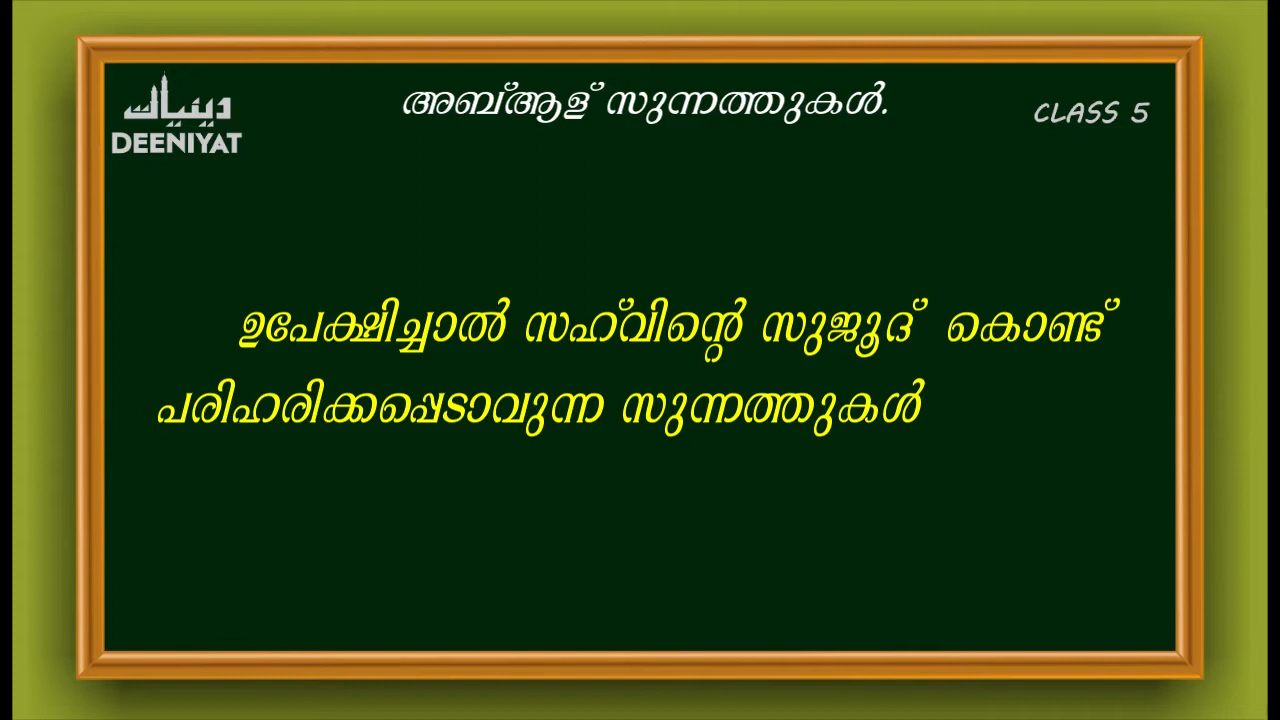 دينيات
DEENIYAT
അബ്ആള് സുന്നത്തുകൾ.
CLASS 5
ഉപേക്ഷിച്ചാൽ സഹ്‌വിന്റെ സുജൂദ് കൊണ്ട്
പരിഹരിക്കപ്പെടാവുന്ന സുന്നത്തുകൾ